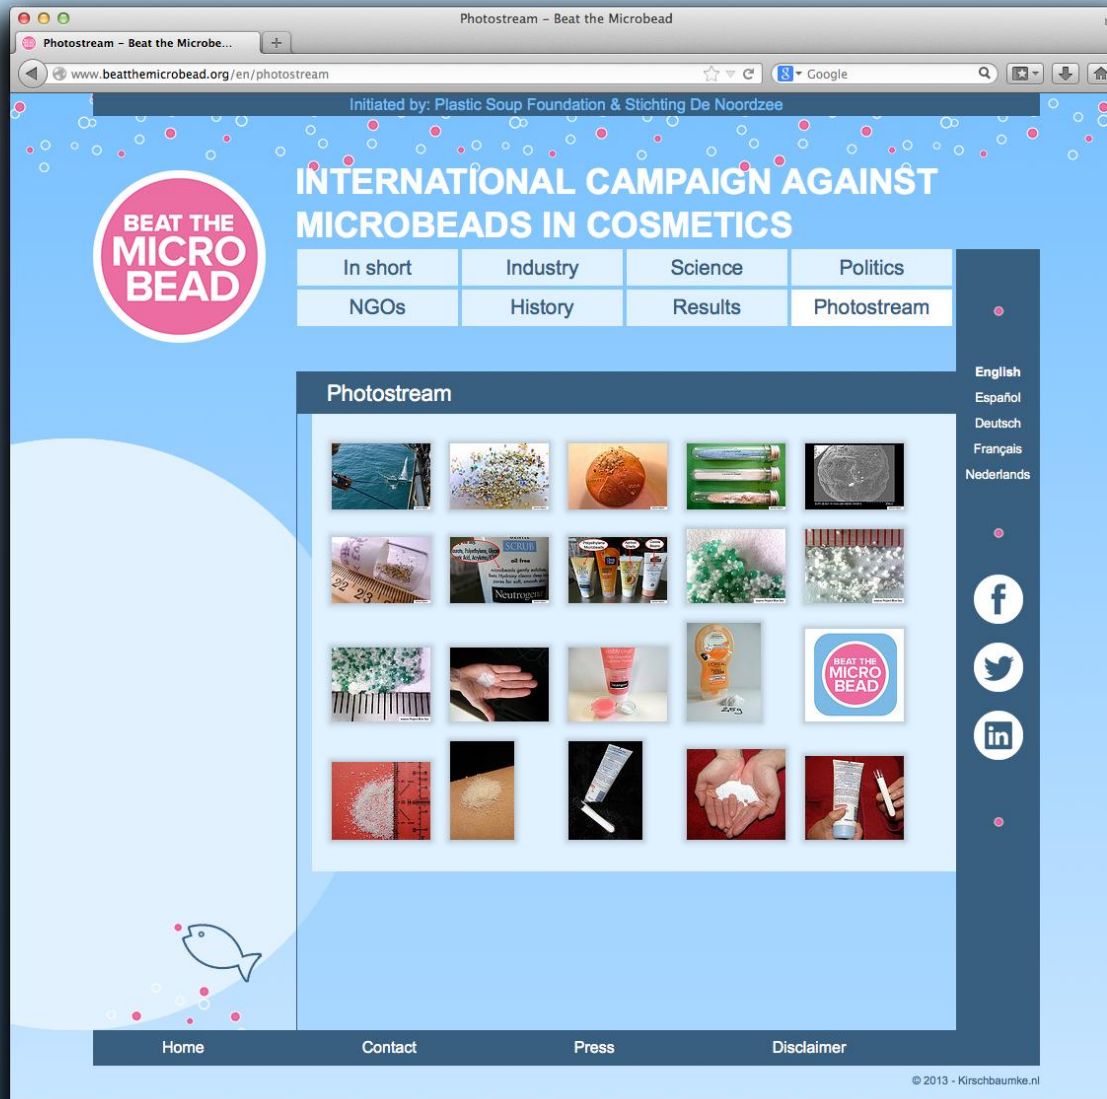 Photostream – Beat the Microbead
Photostream – Beat the Microbe...
www.beatthemicrobead.org/en/photostream
Google
Initiated by: Plastic Soup Foundation & Stichting De Noordzee
BEAT THE
MICRO
BEAD
INTERNATIONAL CAMPAIGN AGAINST
MICROBEADS IN COSMETICS
In short Industry Science Politics
NGOs History Results Photostream
English
Español
Deutsch
Français
Nederlands
Photostream
SCRUB
oil free
Neutrogena
BEAT THE
MICRO
BEAD
Home Contact Press Disclaimer
© 2013 - Kirschbaumke.nl